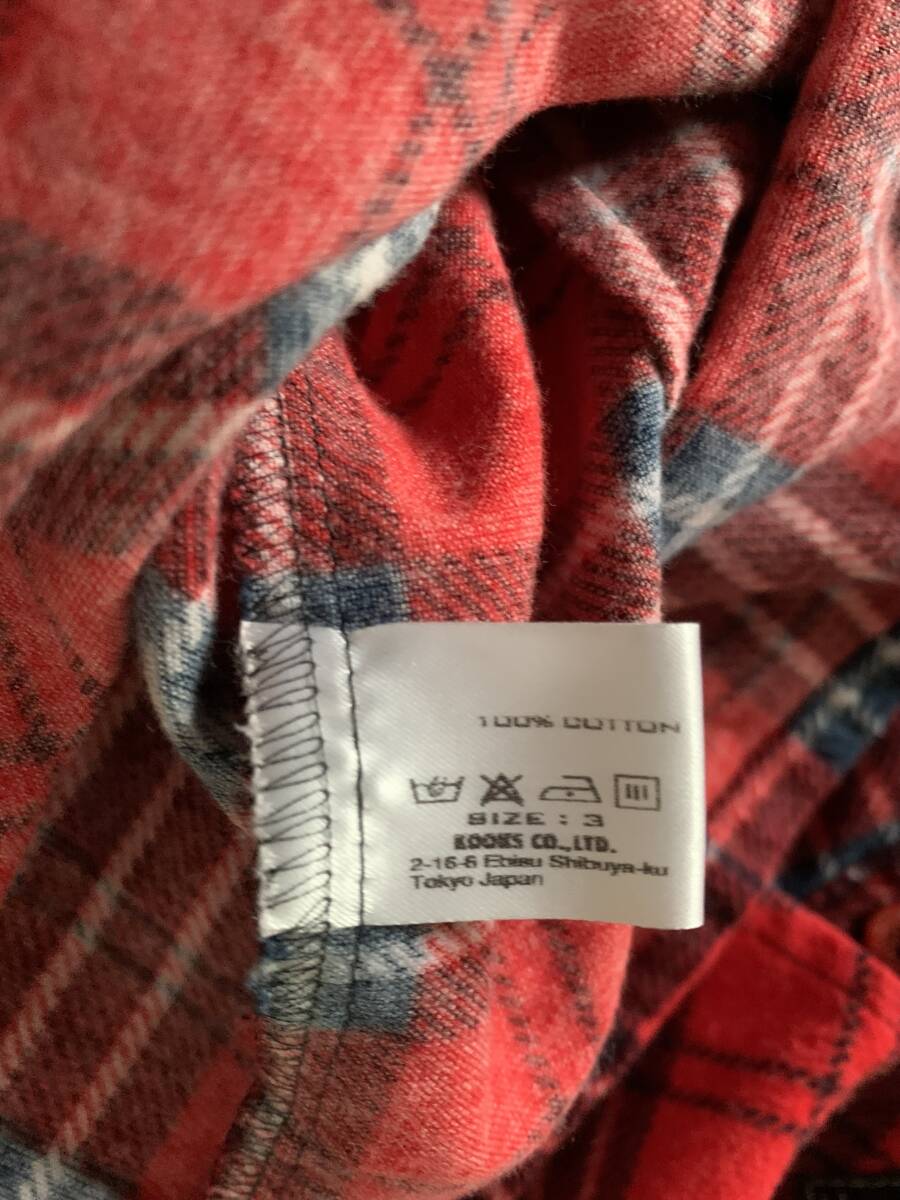 100% COTTON
SIZE : 3
KOOKS CO.,LTD.
2-16-6 Ebisu Shibuya-ku
Tokyo Japan